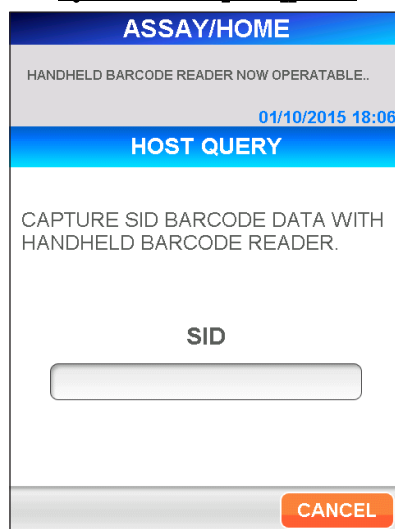 ASSAY/HOME
HANDHELD BARCODE READER NOW OPERATABLE..
01/10/2015 18:06
HOST QUERY
CAPTURE SID BARCODE DATA WITH
HANDHELD BARCODE READER.
SID
CANCEL